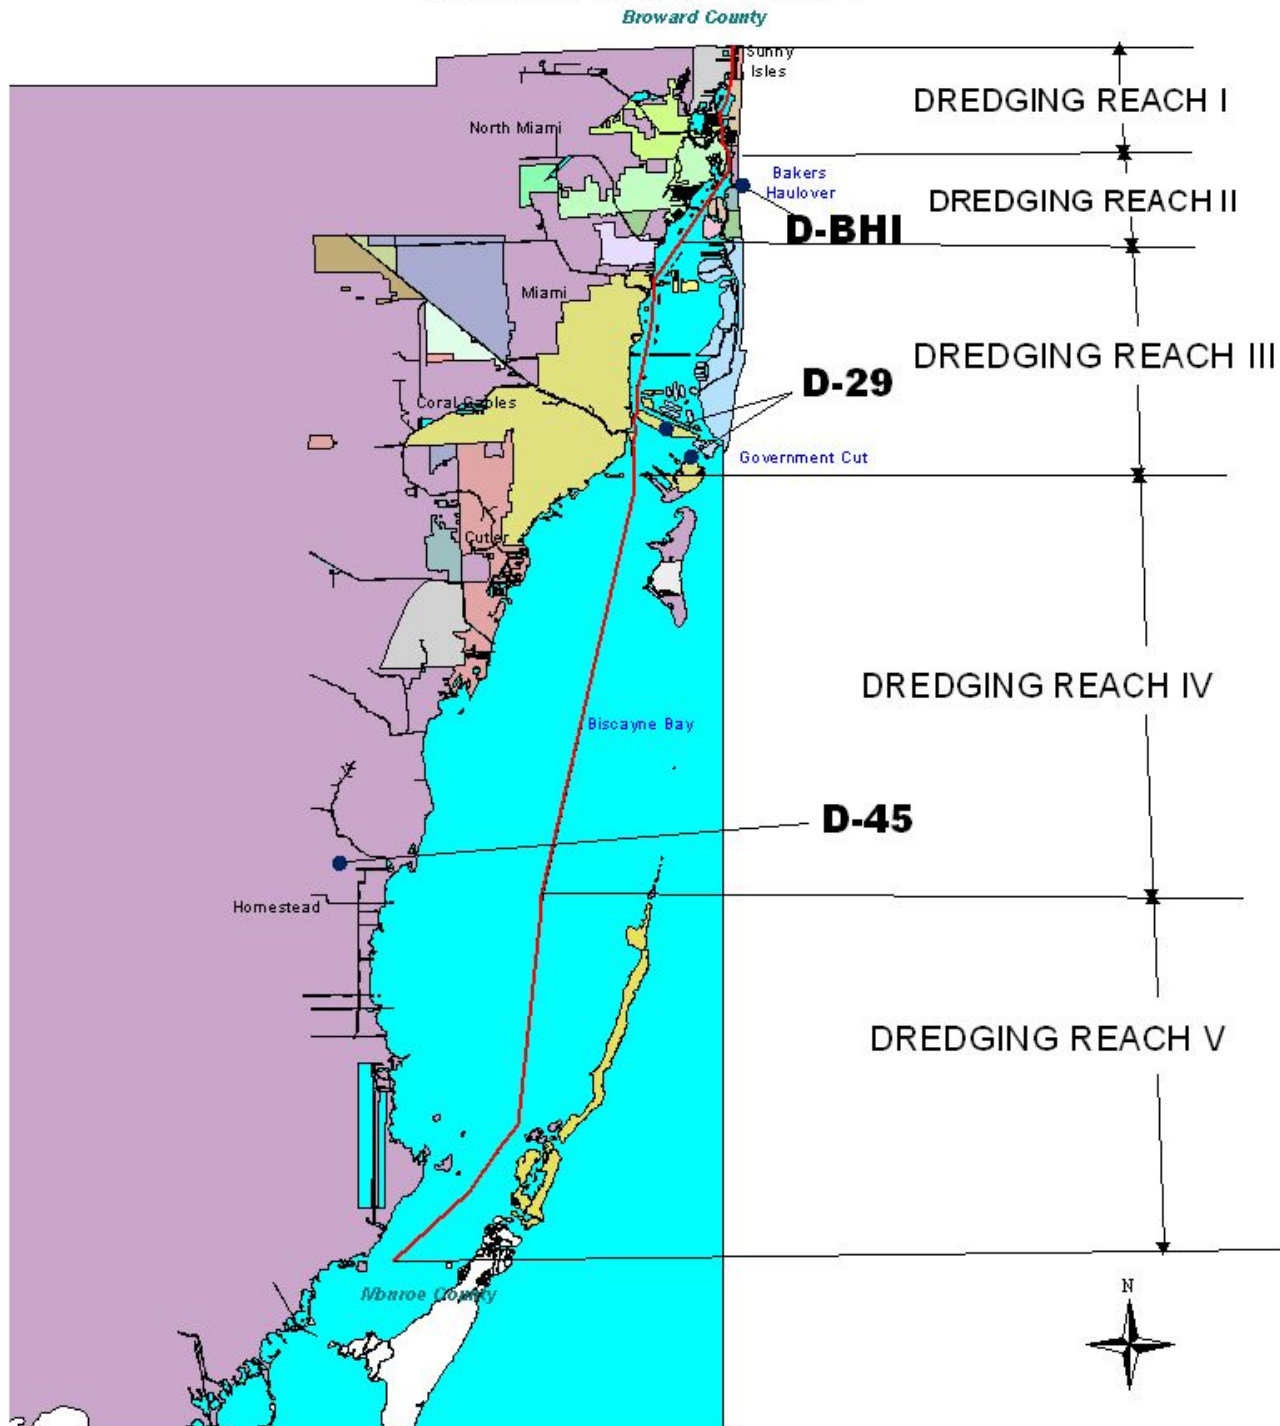 Broward County
Sunny
Isles
DREDGING REACH I
North Miami
Bakers
Haulover
DREDGING REACH II
D-BHI
Miami
DREDGING REACH III
D-29
Coral Gables
Government Cut
Cutler
DREDGING REACH IV
Biscayne Bay
D-45
Homestead
DREDGING REACH V
N
Monroe County